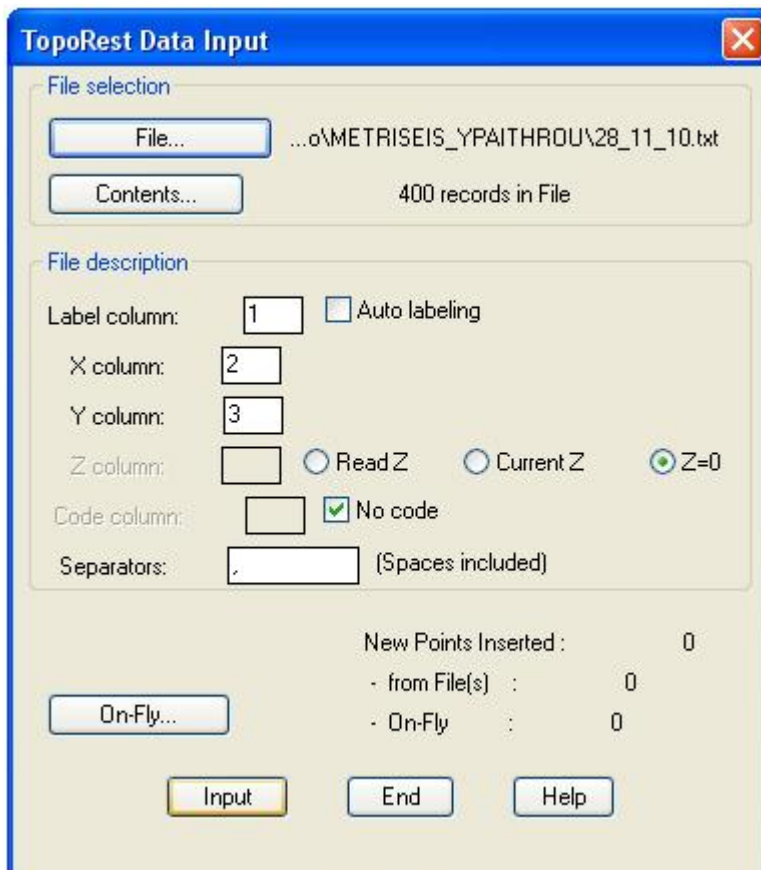 TopoRest Data Input
File selection
File... ...o\METRISEIS_YPAITHROU\28_11_10.txt
Contents... 400 records in File
File description
Label column: 1 Auto labeling
X column: 2
Y column: 3
Z column: Read Z Current Z Z=0
Code column: No code
Separators: , (Spaces included)
New Points Inserted : 0
- from File(s) : 0
On-Fly... - On-Fly : 0
Input End Help